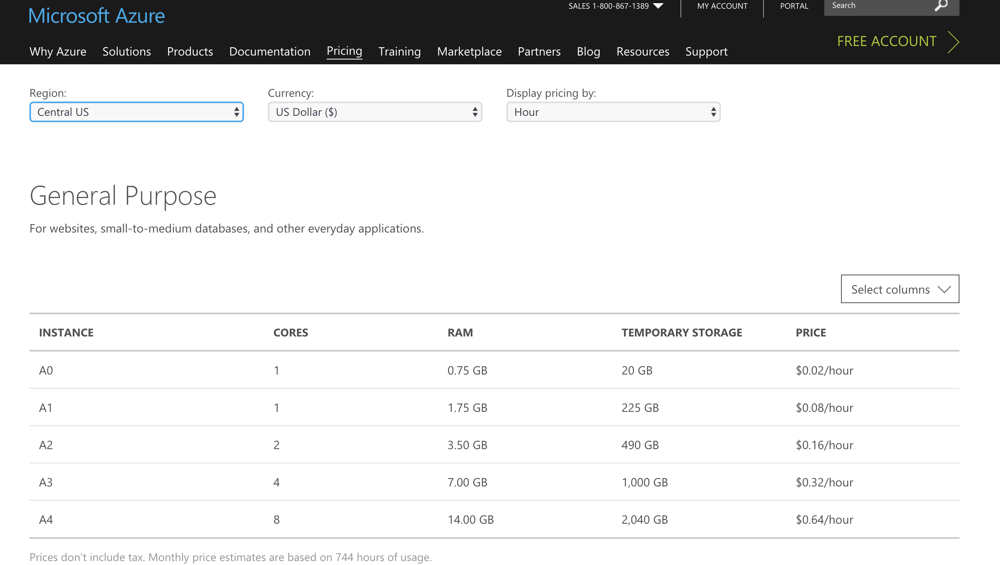 Microsoft Azure
SALES 1-800-867-1389
MY ACCOUNT
PORTAL
Search
FREE ACCOUNT
Why Azure Solutions Products Documentation Pricing Training Marketplace Partners Blog Resources Support
Region: Currency: Display pricing by:
Central US US Dollar ($) Hour
General Purpose
For websites, small-to-medium databases, and other everyday applications.
Select columns
INSTANCE CORES RAM TEMPORARY STORAGE PRICE
A0 1 0.75 GB 20 GB $0.02/hour
A1 1 1.75 GB 225 GB $0.08/hour
A2 2 3.50 GB 490 GB $0.16/hour
A3 4 7.00 GB 1,000 GB $0.32/hour
A4 8 14.00 GB 2,040 GB $0.64/hour
Prices don’t include tax. Monthly price estimates are based on 744 hours of usage.